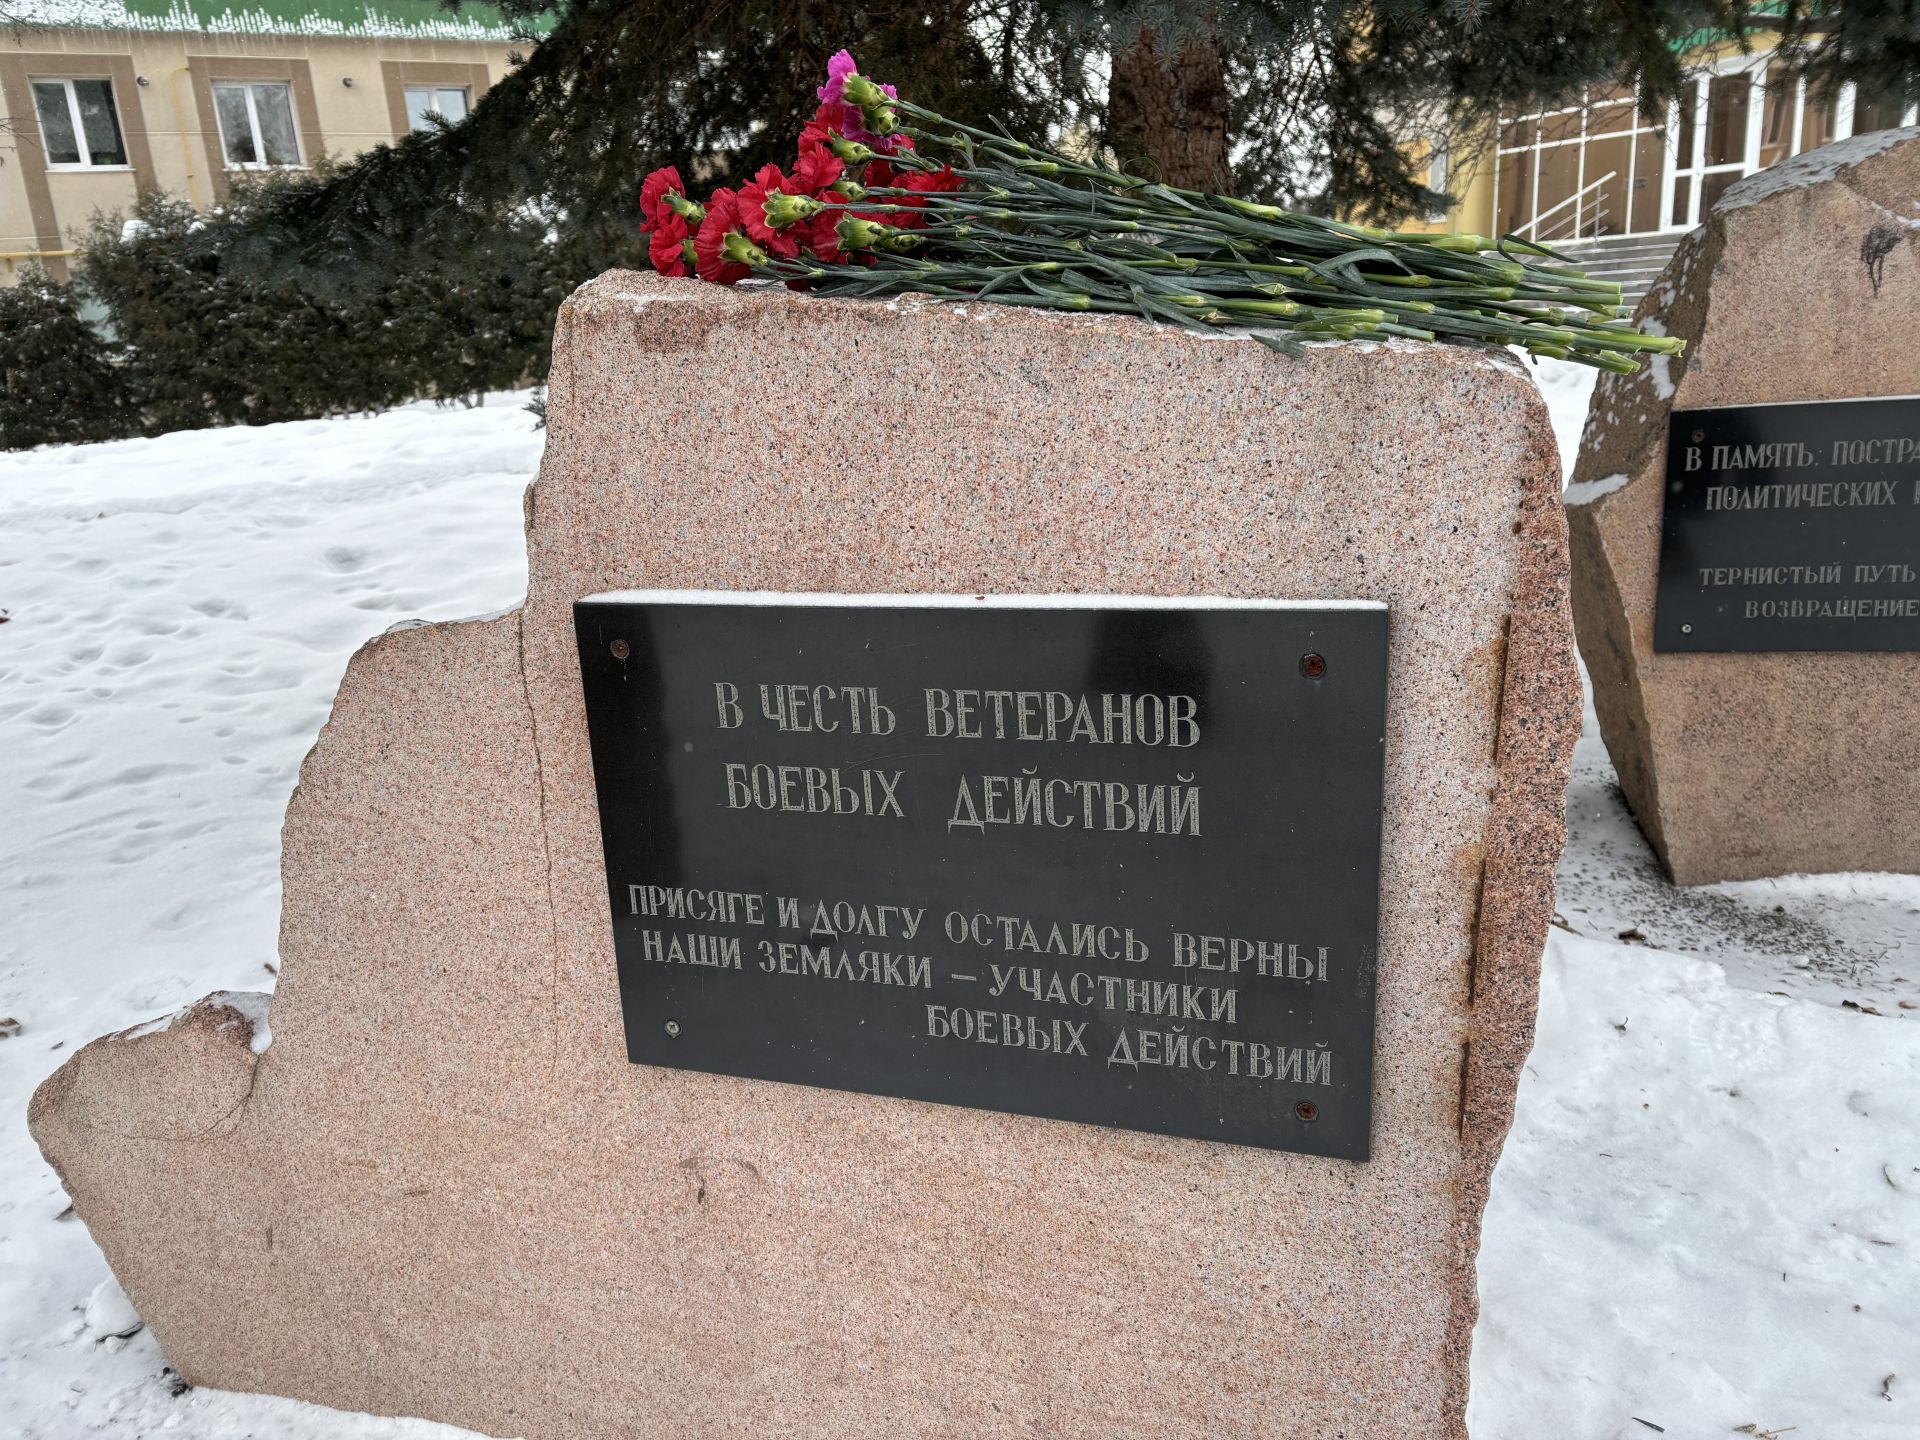 В ЧЕСТЬ ВЕТЕРАНОВ
БОЕВЫХ ДЕЙСТВИЙ
ПРИСЯГЕ И ДОЛГУ ОСТАЛИСЬ ВЕРНЫ
НАШИ ЗЕМЛЯКИ – УЧАСТНИКИ
БОЕВЫХ ДЕЙСТВИЙ
В ПАМЯТЬ
ПОЛИТИЧЕСКИХ
ТЕРНИСТЫЙ ПУТЬ
ВОЗВРАЩЕНИЕ